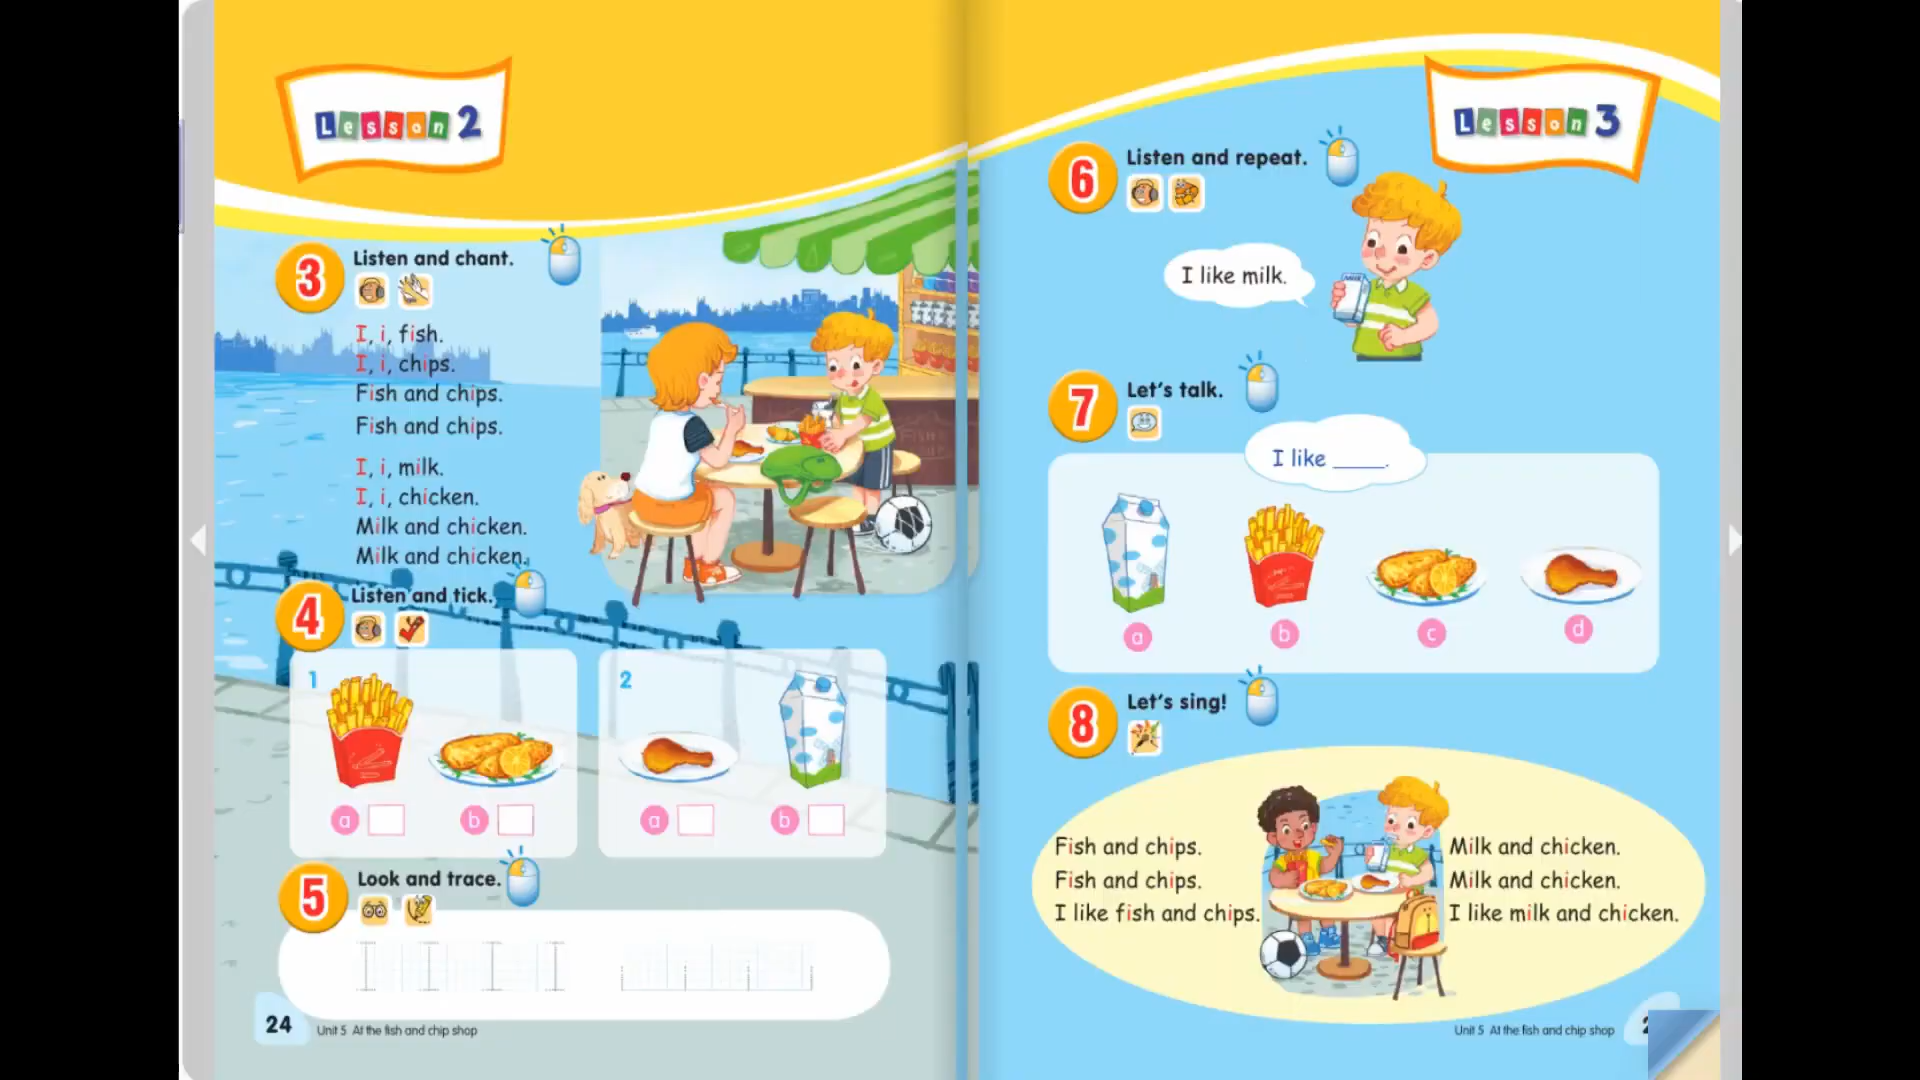 Lesson 2
3
Listen and chant.
I, i, fish.
I, i, chips.
Fish and chips.
Fish and chips.
I, i, milk.
I, i, chicken.
Milk and chicken.
Milk and chicken.
4
Listen and tick.
1
a
b
2
a
b
5
Look and trace.
24
Unit 5 At the fish and chip shop
Lesson 3
6
Listen and repeat.
I like milk.
7
Let's talk.
I like _____.
a
b
c
d
8
Let's sing!
Fish and chips.
Fish and chips.
I like fish and chips.
Milk and chicken.
Milk and chicken.
I like milk and chicken.
Unit 5 At the fish and chip shop